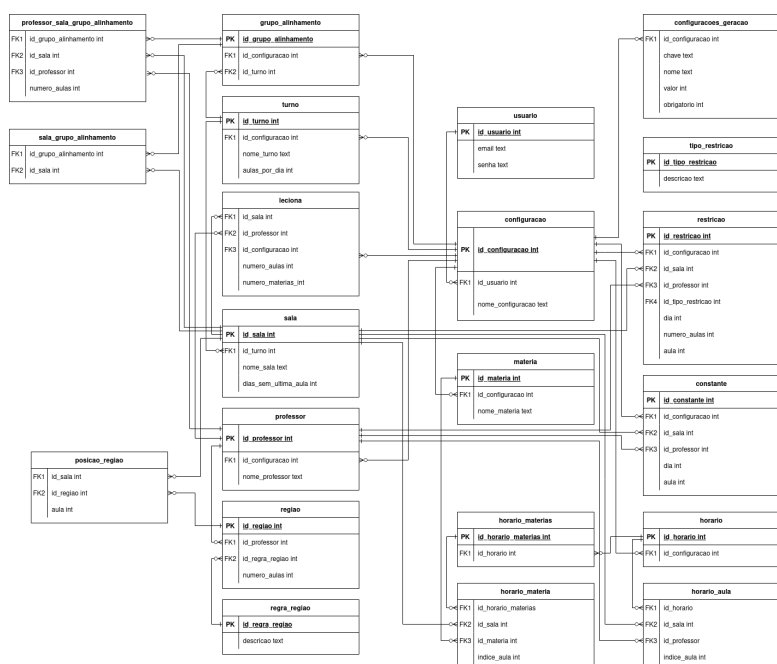 professor_sala_grupo_alinhamento
FK1 id_grupo_alinhamento int
FK2 id_sala int
FK3 id_professor int
numero_aulas int
sala_grupo_alinhamento
FK1 id_grupo_alinhamento int
FK2 id_sala int
posicao_regiao
FK1 id_sala int
FK2 id_regiao int
aula int
grupo_alinhamento
PK id_grupo_alinhamento
FK1 id_configuracao int
FK2 id_turno int
turno
PK id_turno int
FK1 id_configuracao int
nome_turno text
aulas_por_dia int
leciona
FK1 id_sala int
FK2 id_professor int
FK3 id_configuracao int
numero_aulas int
numero_materias_int
sala
PK id_sala int
FK1 id_turno int
nome_sala text
dias_sem_ultima_aula int
professor
PK id_professor int
FK1 id_configuracao int
nome_professor text
regiao
PK id_regiao int
FK1 id_professor int
FK2 id_regra_regiao int
numero_aulas int
regra_regiao
PK id_regra_regiao
descricao text
usuario
PK id_usuario int
email text
senha text
configuracao
PK id_configuração int
FK1 id_usuario int
nome_configuracao text
materia
PK id_materia int
FK1 id_configuracao int
nome_materia text
horario_materias
PK id_horario_materias int
FK1 id_horario int
horario_materia
FK1 id_horario_materias
FK2 id_sala int
FK3 id_materia int
indice_aula int
configuracoes_geracao
FK1 id_configuracao int
chave text
nome text
valor int
obrigatorio int
tipo_restricao
PK id_tipo_restricao
descricao text
restricao
PK id_restricao int
FK1 id_configuracao int
FK2 id_sala int
FK3 id_professor int
FK4 id_tipo_restricao int
dia int
numero_aulas int
aula int
constante
PK id_constante int
FK1 id_configuracao int
FK2 id_sala int
FK3 id_professor int
dia int
aula int
horario
PK id_horario int
FK1 id_configuracao int
horario_aula
FK1 id_horario
FK2 id_sala int
FK3 id_professor
indice_aula int